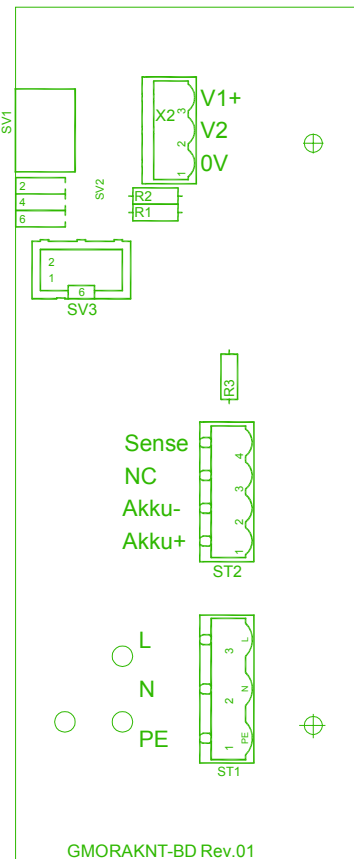 SV1
X2
3
2
1
V1+
V2
0V
2
4
6
SV2
R2
R1
2
1
6
SV3
R3
Sense
NC
Akku-
Akku+
4
3
2
1
ST2
L
N
PE
3
2
1
L
N
PE
ST1
GMORAKNT-BD Rev.01